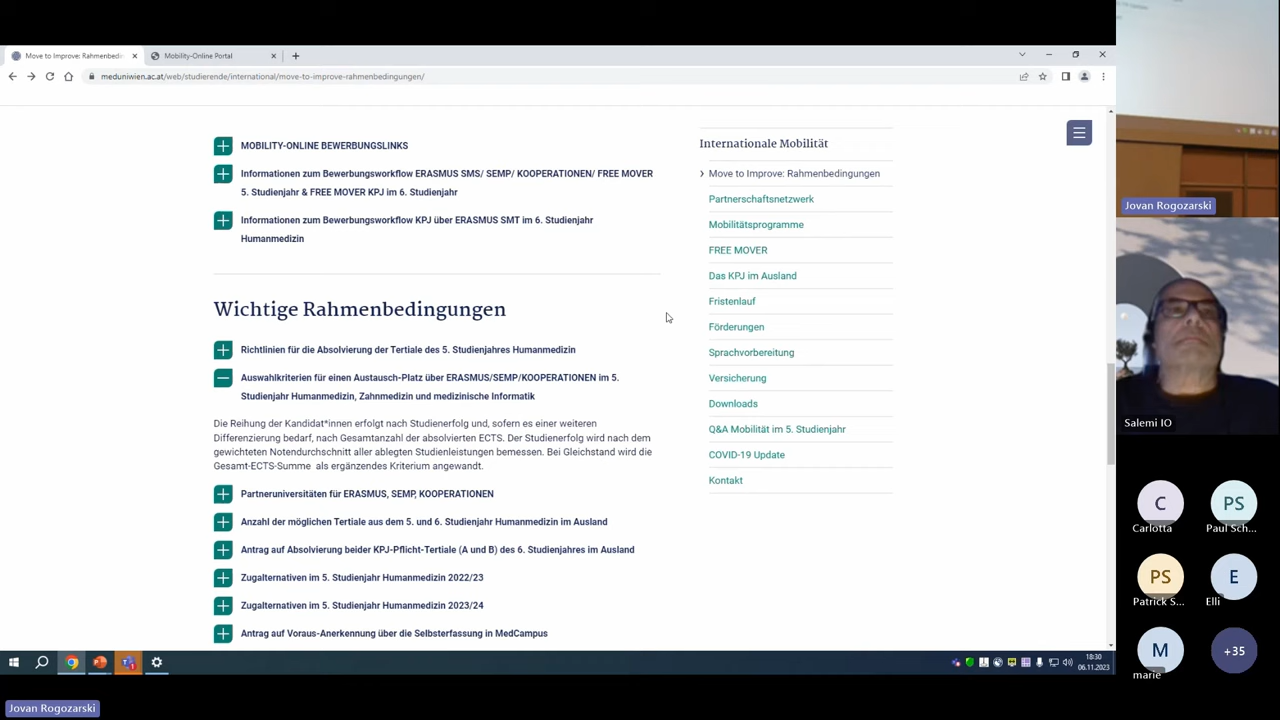 Move to Improve: Rahmenbedin
Mobility-Online Portal
meduniwien.ac.at/web/studierende/international/move-to-improve-rahmenbedingungen/
MOBILITY-ONLINE BEWERBUNGSLINKS
Informationen zum Bewerbungsworkflow ERASMUS SMS/ SEMP/ KOOPERATIONEN/ FREE MOVER
5. Studienjahr & FREE MOVER KPJ im 6. Studienjahr
Informationen zum Bewerbungsworkflow KPJ über ERASMUS SMT im 6. Studienjahr
Humanmedizin
Wichtige Rahmenbedingungen
Richtlinien für die Absolvierung der Tertiale des 5. Studienjahres Humanmedizin
Auswahlkriterien für einen Austausch-Platz über ERASMUS/SEMP/KOOPERATIONEN im 5.
Studienjahr Humanmedizin, Zahnmedizin und medizinische Informatik
Die Reihung der Kandidat*innen erfolgt nach Studienerfolg und, sofern es einer weiteren
Differenzierung bedarf, nach Gesamtanzahl der absolvierten ECTS. Der Studienerfolg wird nach dem
gewichteten Notendurchschnitt aller ablegten Studienleistungen bemessen. Bei Gleichstand wird die
Gesamt-ECTS-Summe als ergänzendes Kriterium angewandt.
Partneruniversitäten für ERASMUS, SEMP, KOOPERATIONEN
Anzahl der möglichen Tertiale aus dem 5. und 6. Studienjahr Humanmedizin im Ausland
Antrag auf Absolvierung beider KPJ-Pflicht-Tertiale (A und B) des 6. Studienjahres im Ausland
Zugalternativen im 5. Studienjahr Humanmedizin 2022/23
Zugalternativen im 5. Studienjahr Humanmedizin 2023/24
Antrag auf Voraus-Anerkennung über die Selbsterfassung in MedCampus
Internationale Mobilität
Move to Improve: Rahmenbedingungen
Partnerschaftsnetzwerk
Mobilitätsprogramme
FREE MOVER
Das KPJ im Ausland
Fristenlauf
Förderungen
Sprachvorbereitung
Versicherung
Downloads
Q&A Mobilität im 5. Studienjahr
COVID-19 Update
Kontakt
18:30
06.11.2023
Jovan Rogozarski
Jovan Rogozarski
Salemi IO
C
Carlotta
PS
Paul Sch...
PS
Patrick S...
E
Elli
M
marie
+35